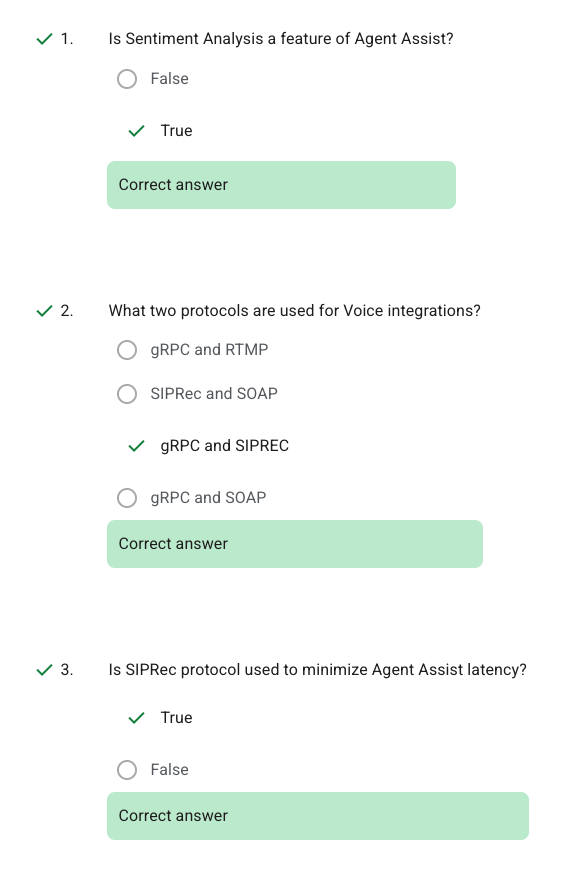 1. Is Sentiment Analysis a feature of Agent Assist?
False
True
Correct answer
2. What two protocols are used for Voice integrations?
gRPC and RTMP
SIPRec and SOAP
gRPC and SIPREC
gRPC and SOAP
Correct answer
3. Is SIPRec protocol used to minimize Agent Assist latency?
True
False
Correct answer